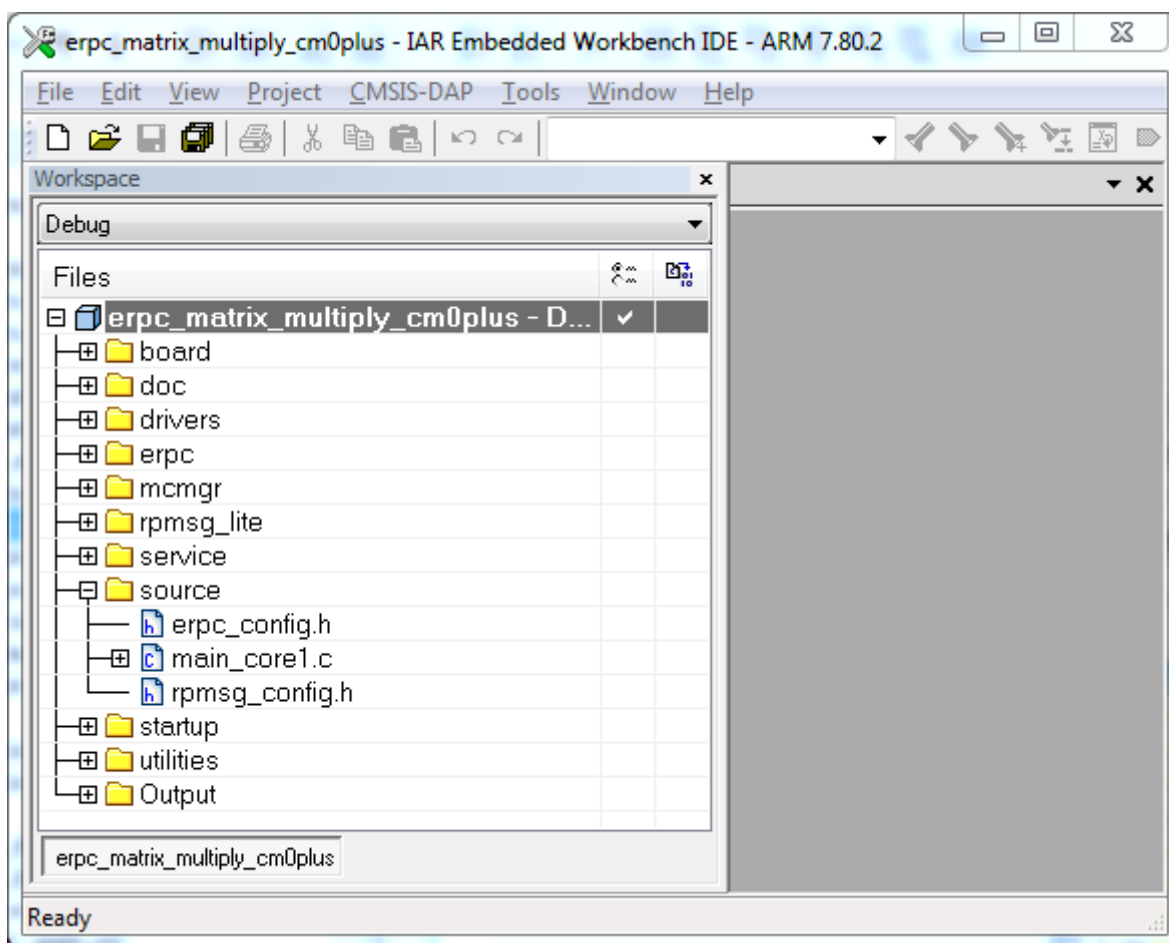 erpc_matrix_multiply_cm0plus - IAR Embedded Workbench IDE - ARM 7.80.2
File Edit View Project CMSIS-DAP Tools Window Help
Workspace
Debug
Files
erpc_matrix_multiply_cm0plus - D...
board
doc
drivers
erpc
mcmgr
rpmsg_lite
service
source
erpc_config.h
main_core1.c
rpmsg_config.h
startup
utilities
Output
erpc_matrix_multiply_cm0plus
Ready